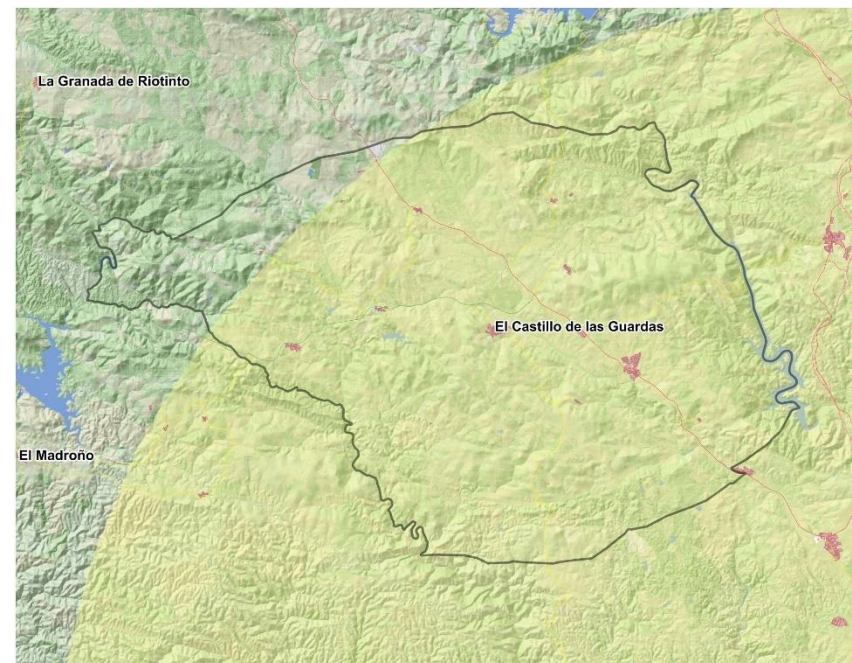 La Granada de Riotinto
El Castillo de las Guardas
El Madroño